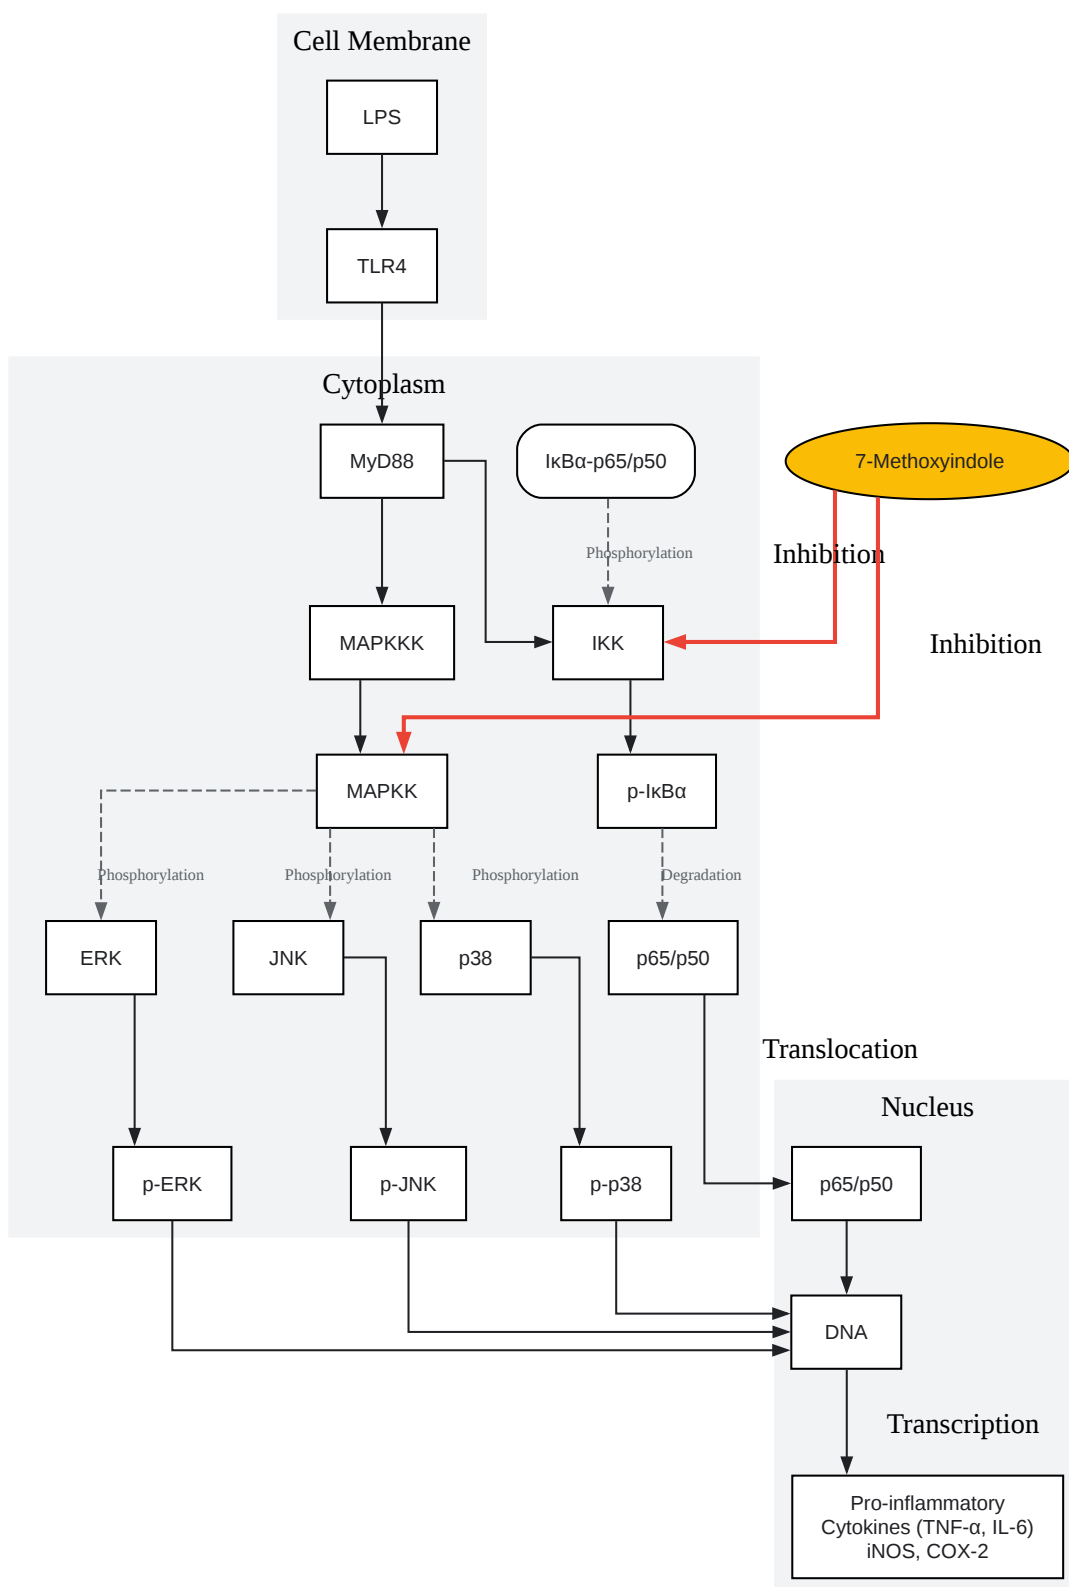 Cell Membrane
LPS
TLR4
Cytoplasm
MyD88
IκBα-p65/p50
7-Methoxyindole
Phosphorylation
Inhibition
MAPKKK
IKK
Inhibition
MAPKK
p-IκBα
Phosphorylation
Phosphorylation
Phosphorylation
Degradation
ERK
JNK
p38
p65/p50
Translocation
Nucleus
p-ERK
p-JNK
p-p38
p65/p50
DNA
Transcription
Pro-inflammatory
Cytokines (TNF-α, IL-6)
iNOS, COX-2